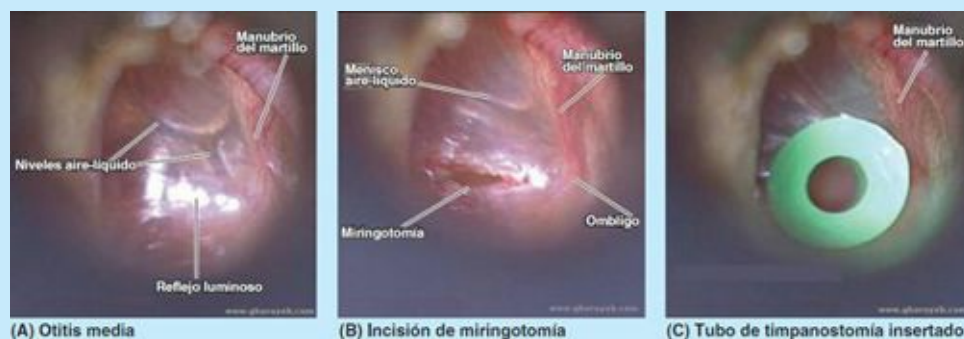 Manubrio
del martillo
Niveles aire-líquido
Reflejo luminoso
(A) Otitis media
Menisco
aire-líquido
Manubrio
del martillo
Miringotomía
Ombligo
(B) Incisión de miringotomía
Manubrio
del martillo
(C) Tubo de timpanostomía insertado